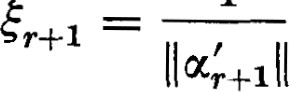 ξ_{r+1} = 1 / ‖α′_{r+1}‖